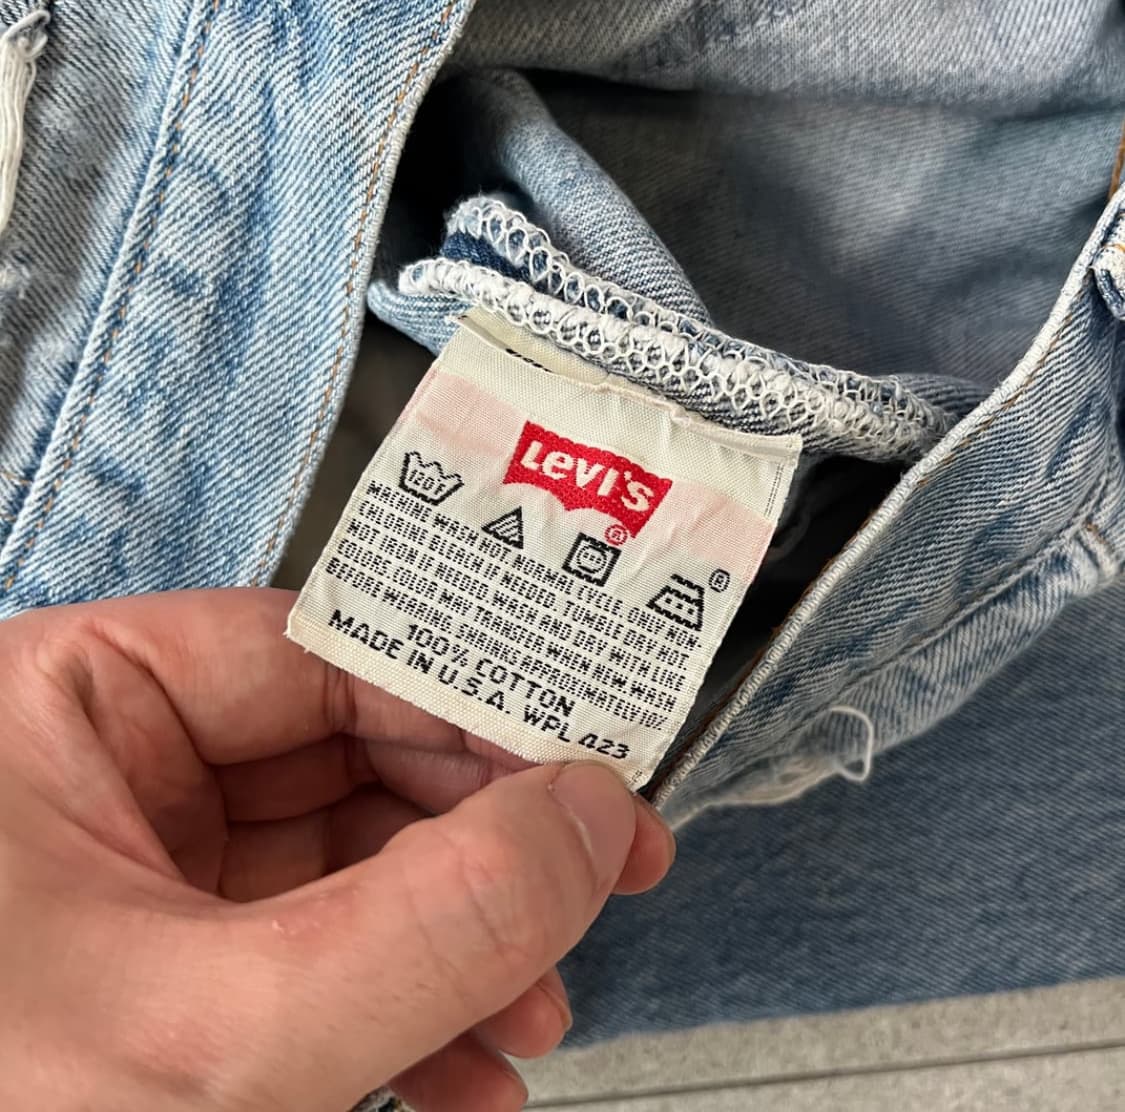 LEVI'S
®
120F
®
MACHINE WASH HOT, NORMAL CYCLE, ONLY NON-
CHLORINE BLEACH IF NEEDED. TUMBLE DRY HOT.
HOT IRON IF NEEDED. WASH AND DRY WITH LIKE
COLORS. COLOR MAY TRANSFER WHEN NEW. WASH
BEFORE WEARING. SHRINKS APPROXIMATELY 10%.
100% COTTON
MADE IN U.S.A. WPL 423